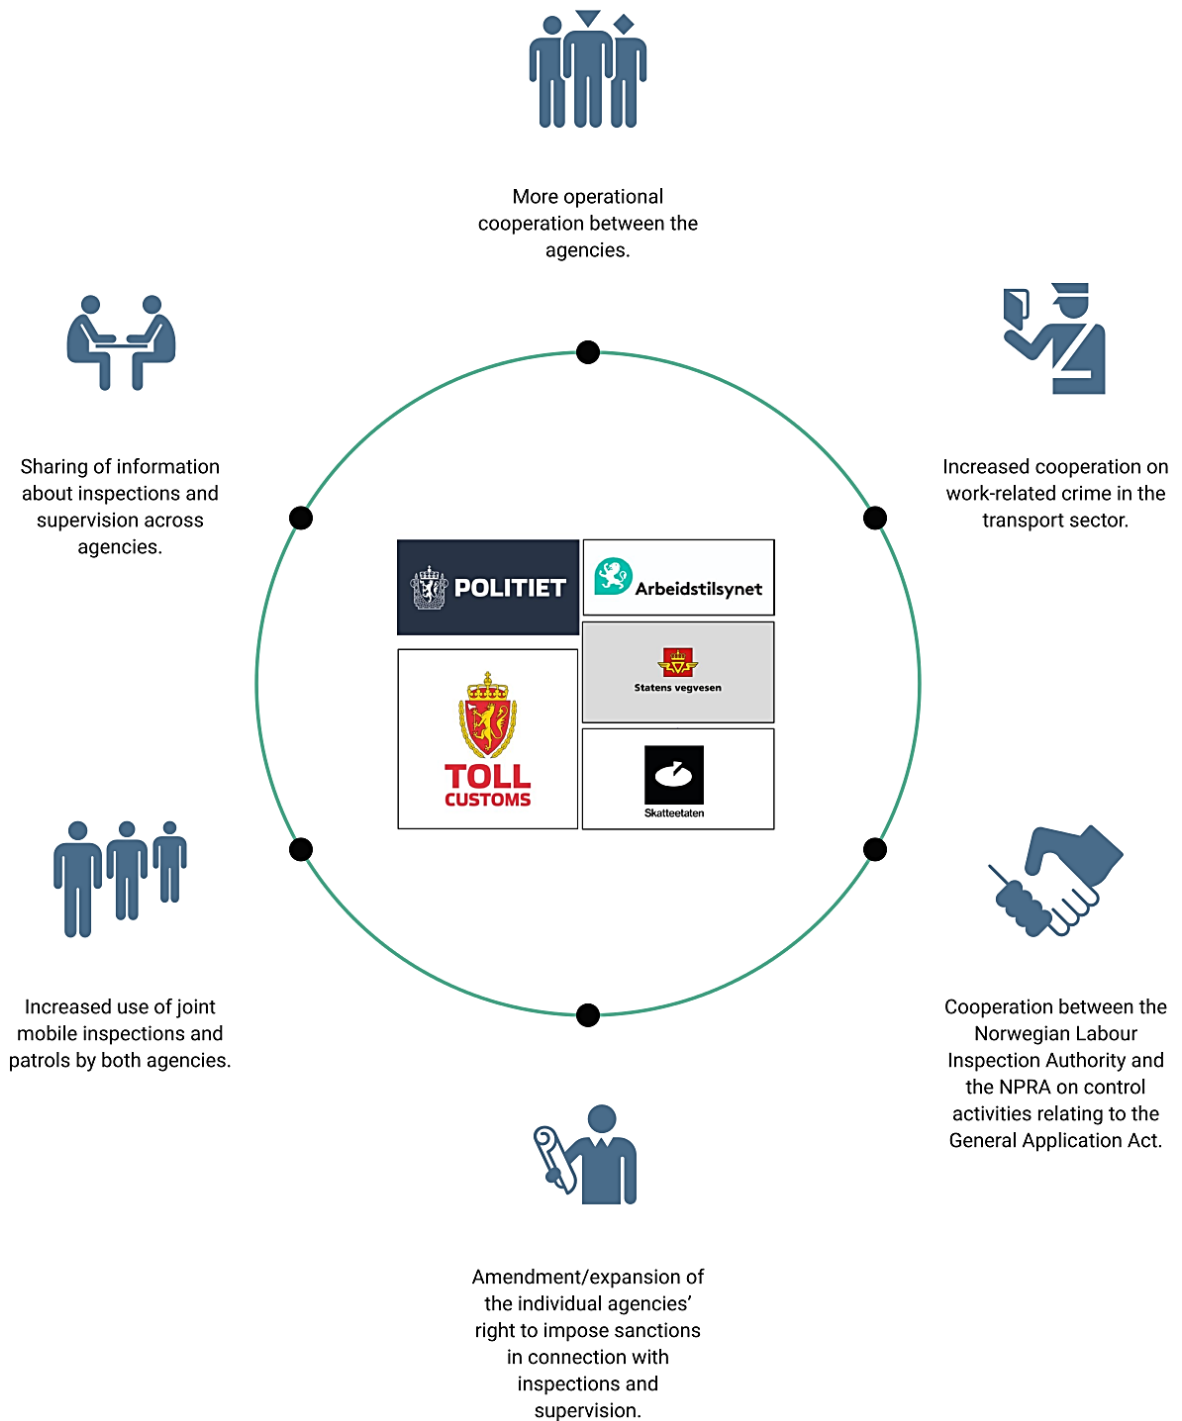 More operational
cooperation between the
agencies.
Sharing of information
about inspections and
supervision across
agencies.
Increased cooperation on
work-related crime in the
transport sector.
POLITIET
Arbeidstilsynet
Statens vegvesen
TOLL
CUSTOMS
Skatteetaten
Increased use of joint
mobile inspections and
patrols by both agencies.
Cooperation between the
Norwegian Labour
Inspection Authority and
the NPRA on control
activities relating to the
General Application Act.
Amendment/expansion of
the individual agencies’
right to impose sanctions
in connection with
inspections and
supervision.